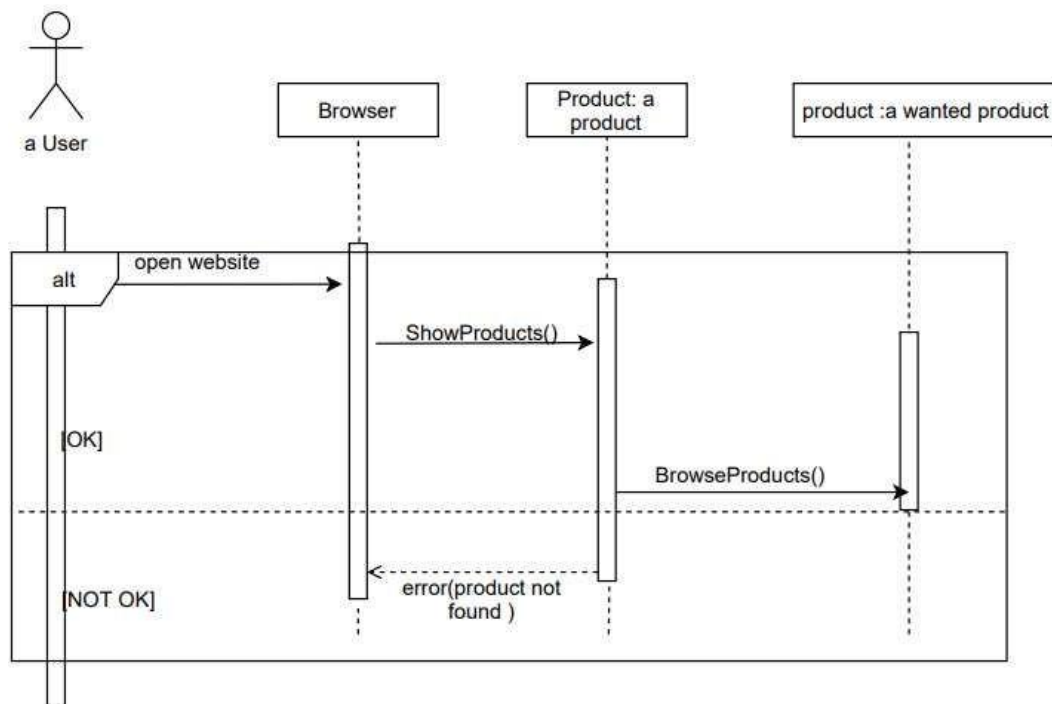 a User
Browser
Product: a
product
product :a wanted product
alt
open website
ShowProducts()
[OK]
BrowseProducts()
error(product not
found )
[NOT OK]